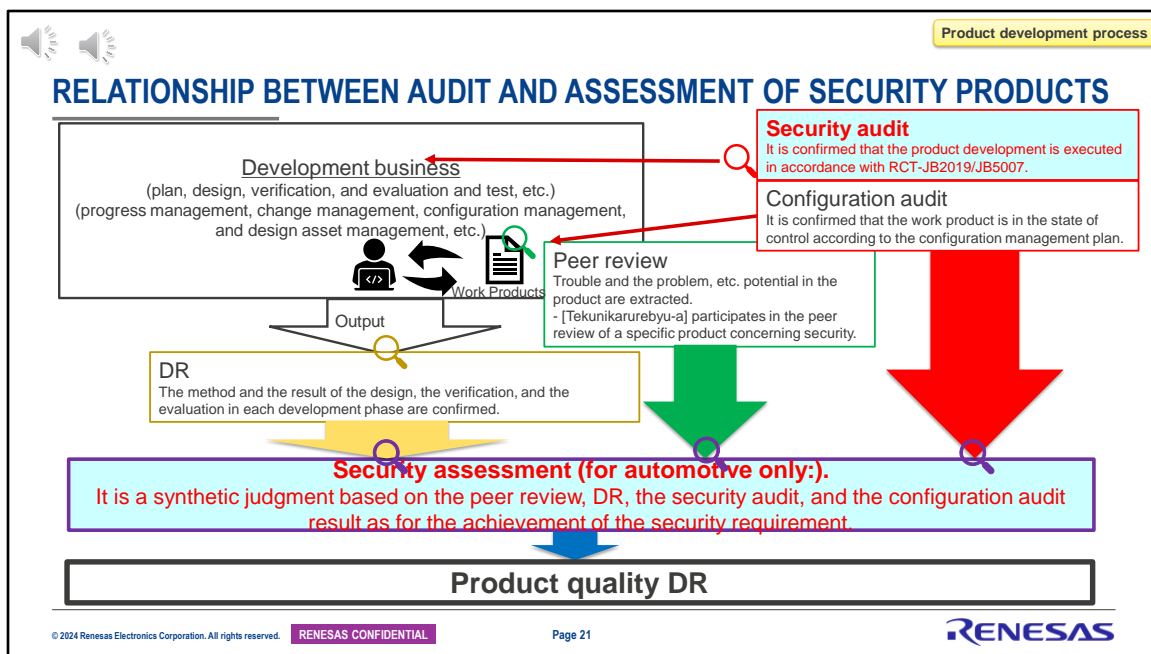 Product development process
RELATIONSHIP BETWEEN AUDIT AND ASSESSMENT OF SECURITY PRODUCTS
Security audit
It is confirmed that the product development is executed
in accordance with RCT-JB2019/JB5007.
Development business
(plan, design, verification, and evaluation and test, etc.)
(progress management, change management, configuration management,
and design asset management, etc.)
Configuration audit
It is confirmed that the work product is in the state of
control according to the configuration management plan.
Work Products
Peer review
Trouble and the problem, etc. potential in the
product are extracted.
- [Tekunikarurebyu-a] participates in the peer
review of a specific product concerning security.
Output
DR
The method and the result of the design, the verification, and the
evaluation in each development phase are confirmed.
Security assessment (for automotive only:).
It is a synthetic judgment based on the peer review, DR, the security audit, and the configuration audit
result as for the achievement of the security requirement.
Product quality DR
© 2024 Renesas Electronics Corporation. All rights reserved.
RENESAS CONFIDENTIAL
Page 21
RENESAS